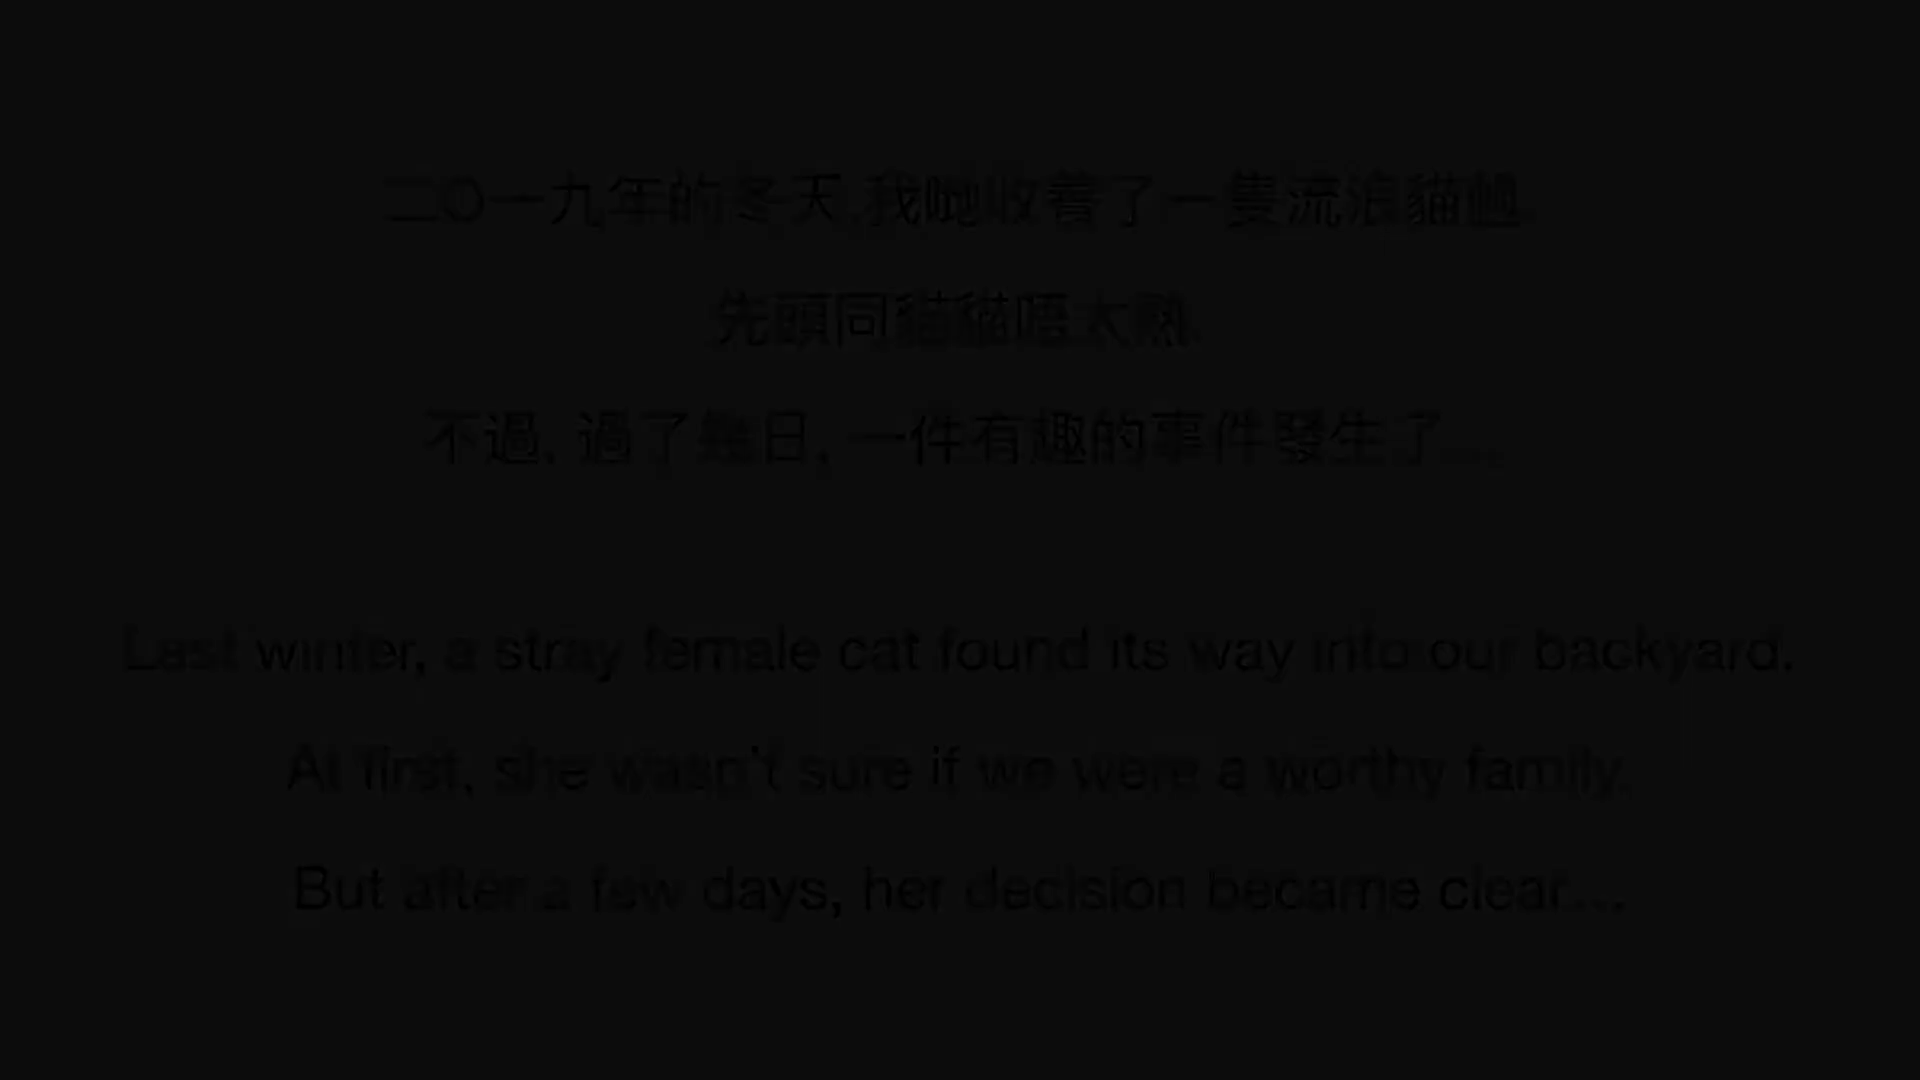 二〇一九年的冬天,我哋收養了一隻流浪貓乸
先頭同貓貓唔太熟
不過, 過了幾日, 一件有趣的事件發生了...
Last winter, a stray female cat found its way into our backyard.
At first, she wasn't sure if we were a worthy family.
But after a few days, her decision became clear....